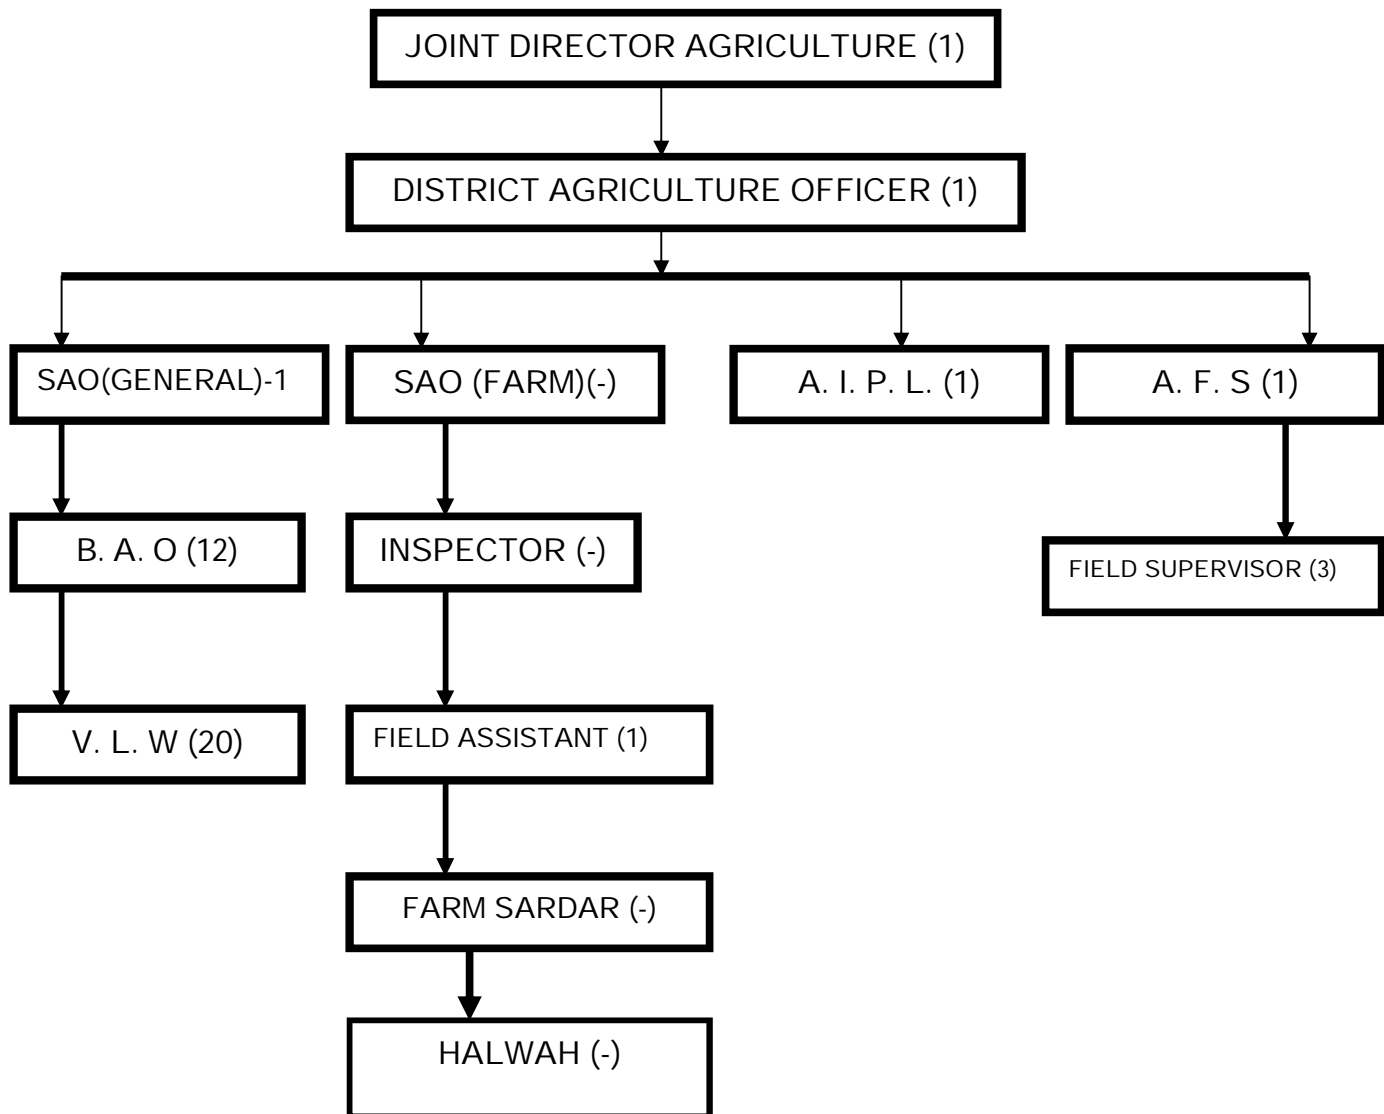 JOINT DIRECTOR AGRICULTURE (1)
DISTRICT AGRICULTURE OFFICER (1)
SAO(GENERAL)-1
SAO (FARM)(-)
A. I. P. L. (1)
A. F. S (1)
B. A. O (12)
INSPECTOR (-)
FIELD SUPERVISOR (3)
V. L. W (20)
FIELD ASSISTANT (1)
FARM SARDAR (-)
HALWAH (-)